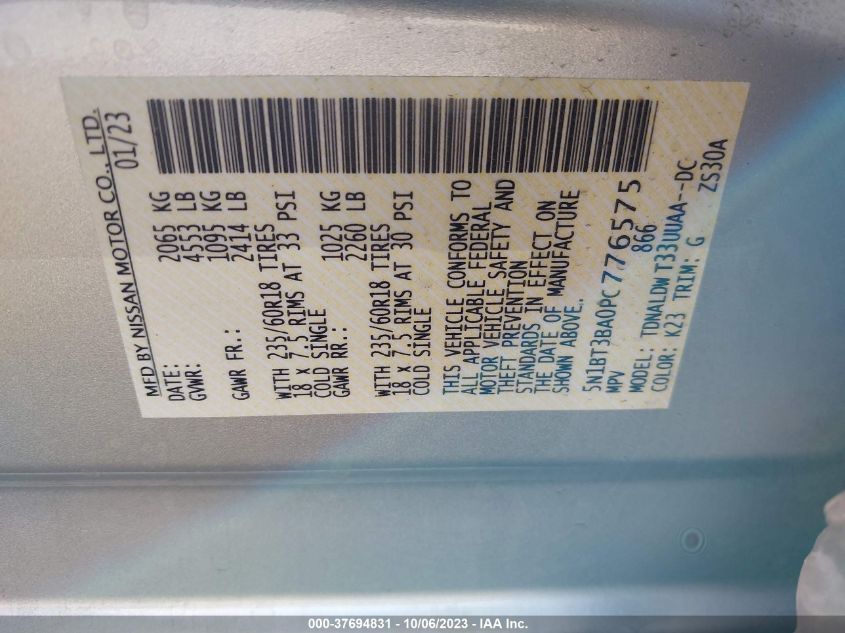 MFD BY NISSAN MOTOR CO., LTD.
DATE: 01/23
GVWR: 2065 KG
4553 LB
GAWR FR.: 1095 KG
2414 LB
WITH 235/60R18 TIRES
18 X 7.5 RIMS AT 33 PSI
COLD SINGLE
GAWR RR.: 1025 KG
2260 LB
WITH 235/60R18 TIRES
18 X 7.5 RIMS AT 30 PSI
COLD SINGLE
THIS VEHICLE CONFORMS TO
ALL APPLICABLE FEDERAL
MOTOR VEHICLE SAFETY AND
THEFT PREVENTION
STANDARDS IN EFFECT ON
THE DATE OF MANUFACTURE
SHOWN ABOVE.
5N1BT3BA0PC776575
MPV 866
MODEL: TDNALDWT33UUAA--DC
COLOR: K23 TRIM: G ZS30A
000-37694831 - 10/06/2023 - IAA Inc.